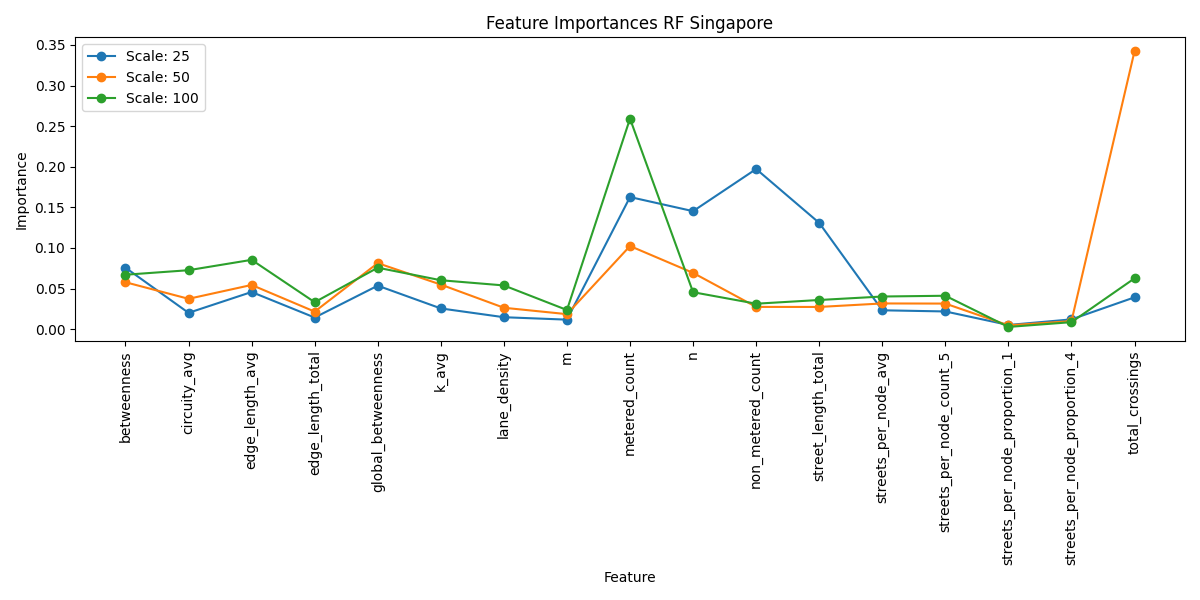 Feature Importances RF Singapore
Scale: 25
Scale: 50
Scale: 100
Importance
0.35
0.30
0.25
0.20
0.15
0.10
0.05
0.00
betweenness
circuity_avg
edge_length_avg
edge_length_total
global_betweenness
k_avg
lane_density
m
metered_count
n
non_metered_count
street_length_total
streets_per_node_avg
streets_per_node_count_5
streets_per_node_proportion_1
streets_per_node_proportion_4
total_crossings
Feature